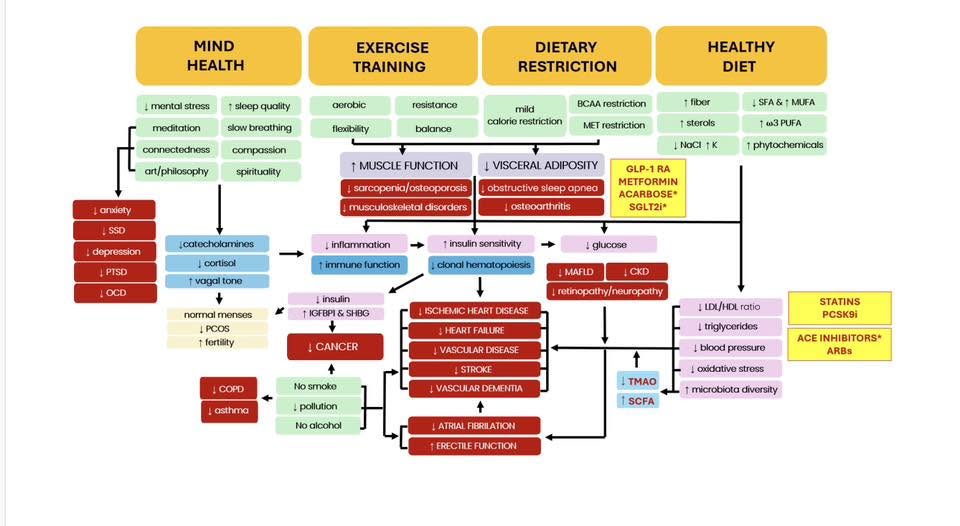 MIND
HEALTH
EXERCISE
TRAINING
DIETARY
RESTRICTION
HEALTHY
DIET
↓ mental stress
↑ sleep quality
meditation
slow breathing
connectedness
compassion
art/philosophy
spirituality
aerobic
resistance
flexibility
balance
mild
calorie restriction
BCAA restriction
MET restriction
↑ fiber
↓ SFA & ↑ MUFA
↑ sterols
↑ ω3 PUFA
↓ NaCl ↑ K
↑ phytochemicals
↑ MUSCLE FUNCTION
↓ VISCERAL ADIPOSITY
↓ sarcopenia/osteoporosis
↓ obstructive sleep apnea
↓ musculoskeletal disorders
↓ osteoarthritis
GLP-1 RA
METFORMIN
ACARBOSE*
SGLT2i*
↓ anxiety
↓ SSD
↓ depression
↓ PTSD
↓ OCD
↓catecholamines
↓ cortisol
↑ vagal tone
↓ inflammation
↑ immune function
↑ insulin sensitivity
↓ clonal hematopoiesis
↓ glucose
↓ MAFLD
↓ CKD
↓ retinopathy/neuropathy
normal menses
↓ PCOS
↑ fertility
↓ insulin
↑ IGFBP1 & SHBG
↓ CANCER
↓ ISCHEMIC HEART DISEASE
↓ HEART FAILURE
↓ VASCULAR DISEASE
↓ STROKE
↓ VASCULAR DEMENTIA
↓ ATRIAL FIBRILATION
↑ ERECTILE FUNCTION
↓ LDL/HDL ratio
↓ triglycerides
↓ blood pressure
↓ oxidative stress
↑ microbiota diversity
STATINS
PCSK9i
ACE INHIBITORS*
ARBs
↓ TMAO
↑ SCFA
↓ COPD
↓ asthma
No smoke
↓ pollution
No alcohol